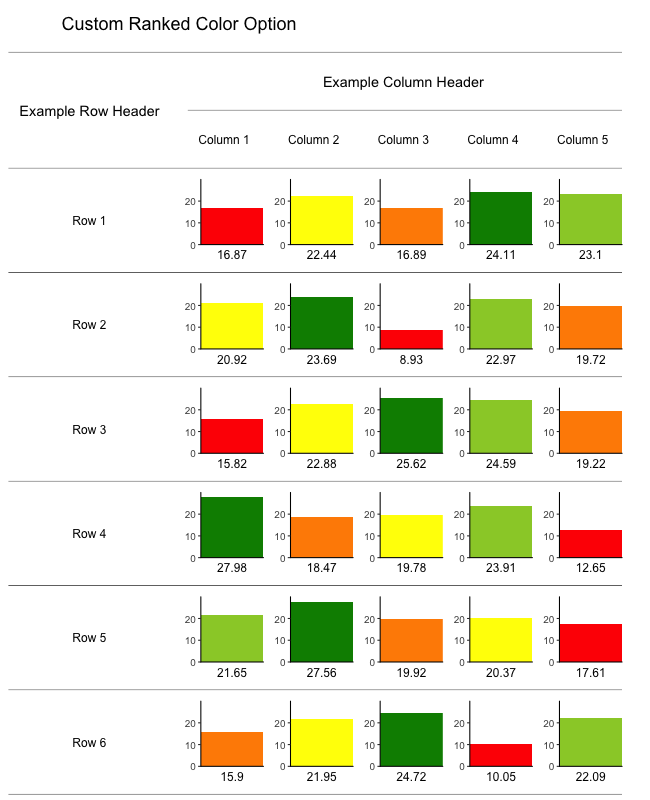 Custom Ranked Color Option
Example Column Header
Example Row Header
Column 1 Column 2 Column 3 Column 4 Column 5
Row 1
20 20 20 20 20
10 10 10 10 10
0 0 0 0 0
16.87 22.44 16.89 24.11 23.1
Row 2
20 20 20 20 20
10 10 10 10 10
0 0 0 0 0
20.92 23.69 8.93 22.97 19.72
Row 3
20 20 20 20 20
10 10 10 10 10
0 0 0 0 0
15.82 22.88 25.62 24.59 19.22
Row 4
20 20 20 20 20
10 10 10 10 10
0 0 0 0 0
27.98 18.47 19.78 23.91 12.65
Row 5
20 20 20 20 20
10 10 10 10 10
0 0 0 0 0
21.65 27.56 19.92 20.37 17.61
Row 6
20 20 20 20 20
10 10 10 10 10
0 0 0 0 0
15.9 21.95 24.72 10.05 22.09